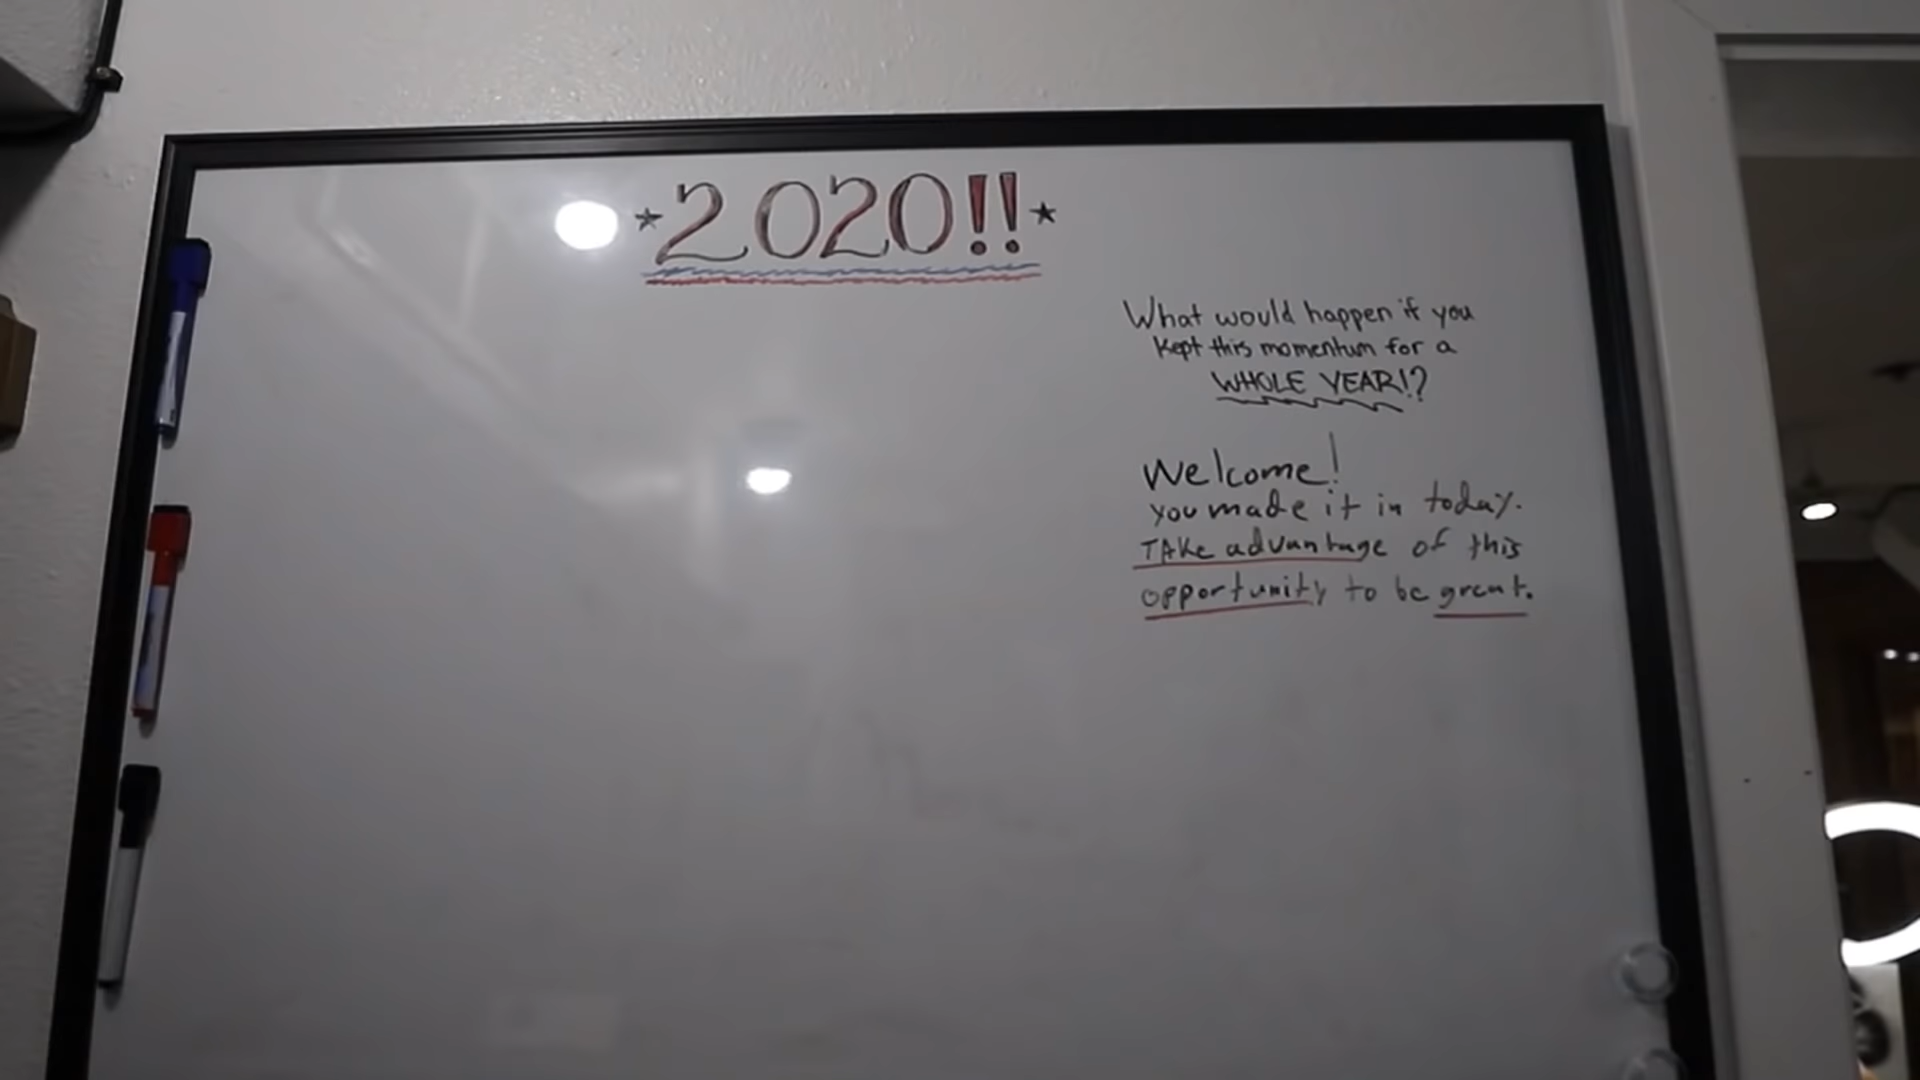 ★2020!!★
What would happen if you
kept this momentum for a
WHOLE YEAR!?
Welcome!
you made it in today.
TAKe advantage of this
opportunity to be great.